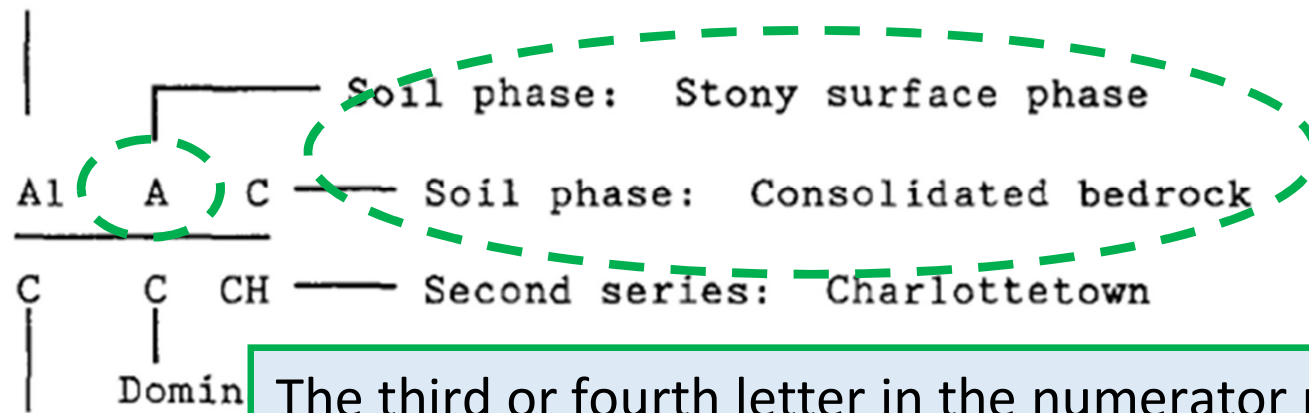 Soil phase: Stony surface phase
Al A C Soil phase: Consolidated bedrock
C C CH Second series: Charlottetown
Domin
The third or fourth letter in the numerator